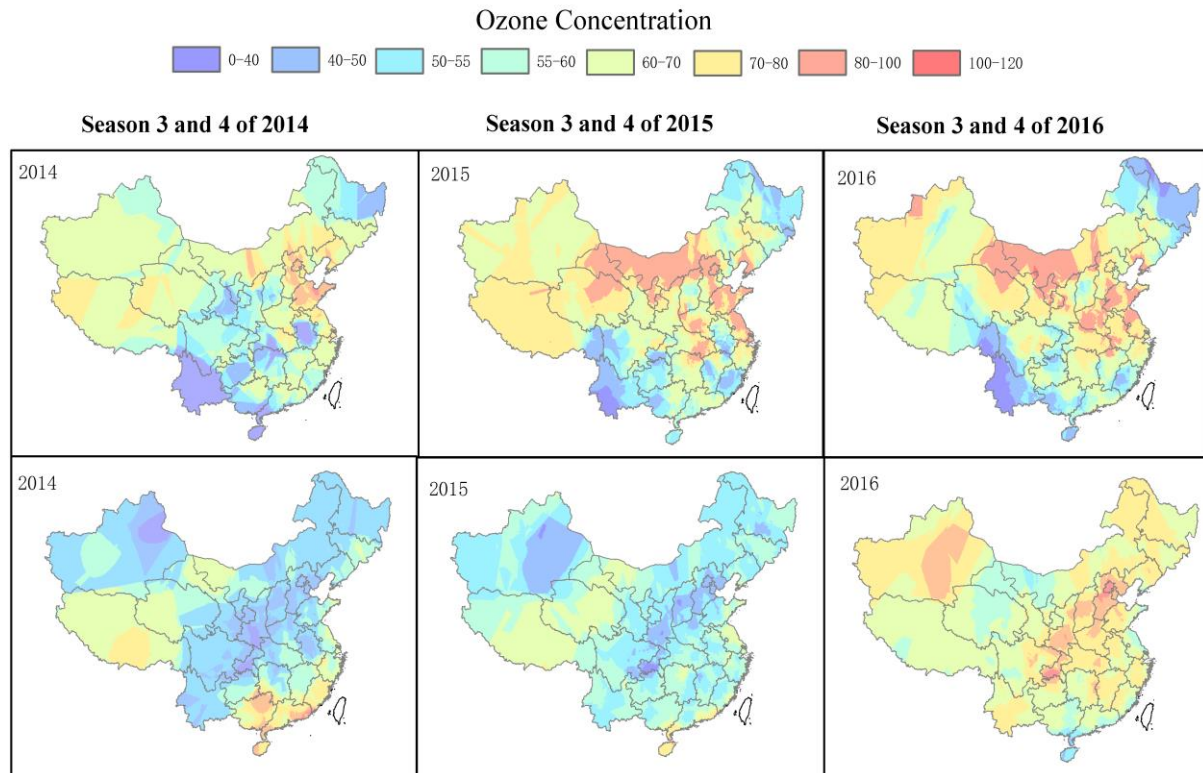 Ozone Concentration
0-40 40-50 50-55 55-60 60-70 70-80 80-100 100-120
Season 3 and 4 of 2014 Season 3 and 4 of 2015 Season 3 and 4 of 2016
2014 2015 2016
2014 2015 2016